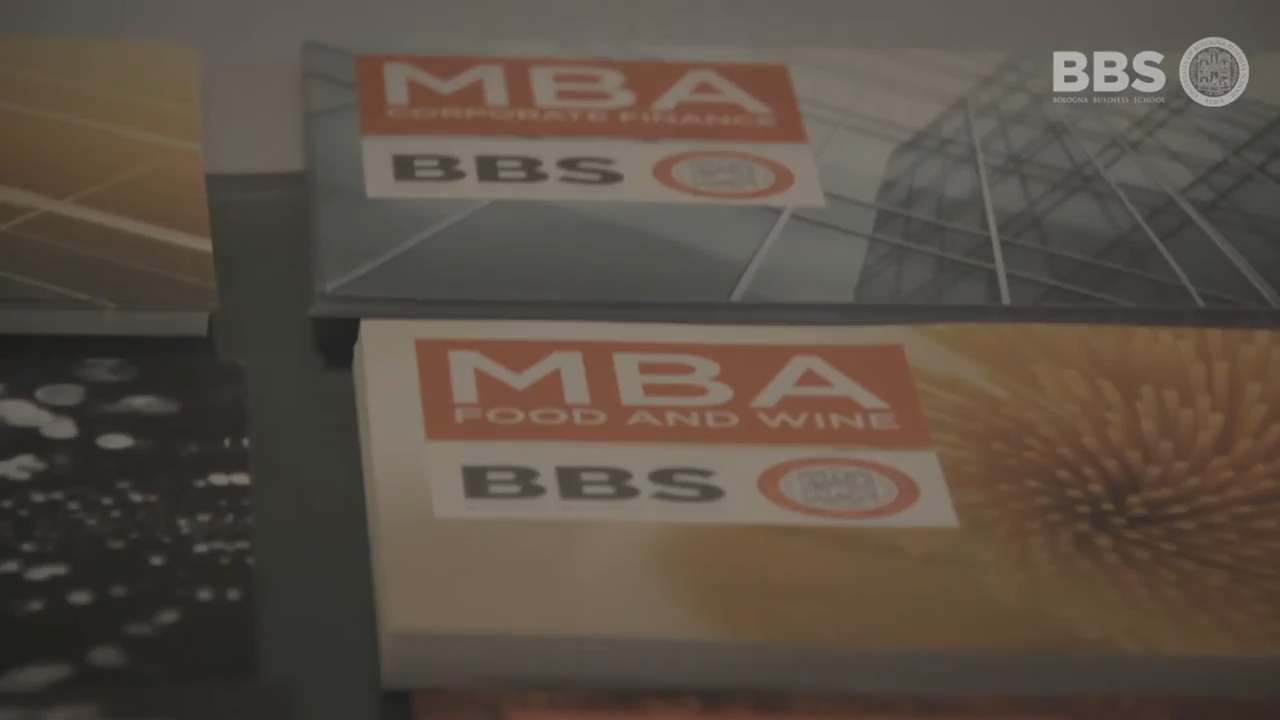 BBS
BOLOGNA BUSINESS SCHOOL
MBA
CORPORATE FINANCE
BBS
MBA
FOOD AND WINE
BBS